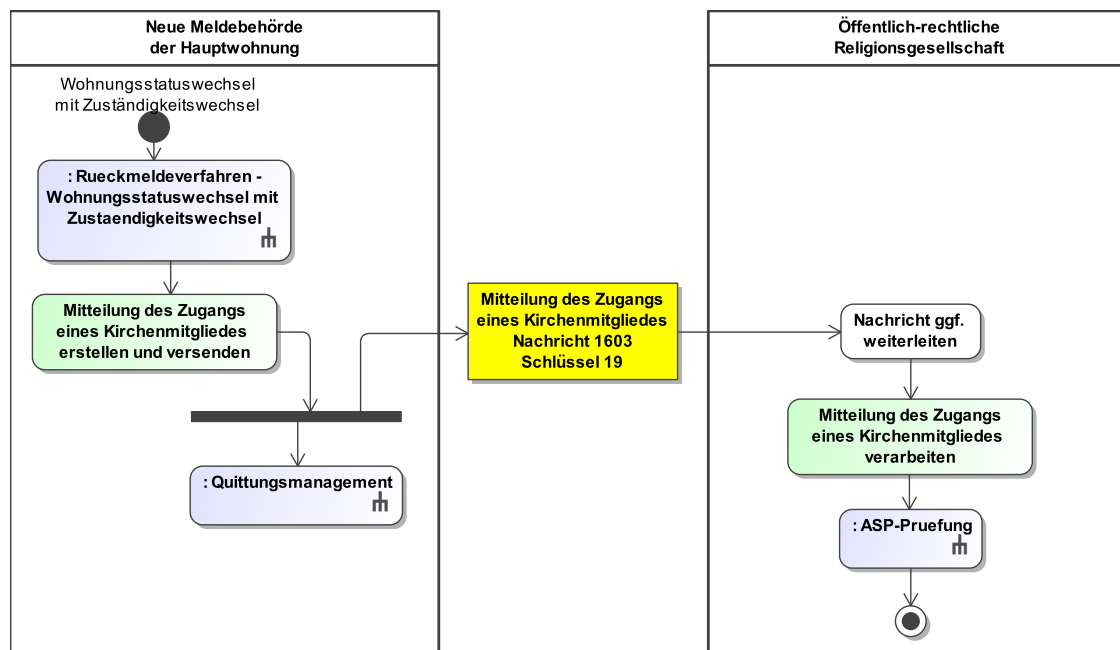 Neue Meldebehörde
der Hauptwohnung
Wohnungsstatuswechsel
mit Zuständigkeitswechsel
: Rueckmeldeverfahren -
Wohnungsstatuswechsel mit
Zustaendigkeitswechsel
Mitteilung des Zugangs
eines Kirchenmitgliedes
erstellen und versenden
: Quittungsmanagement
Mitteilung des Zugangs
eines Kirchenmitgliedes
Nachricht 1603
Schlüssel 19
Öffentlich-rechtliche
Religionsgesellschaft
Nachricht ggf.
weiterleiten
Mitteilung des Zugangs
eines Kirchenmitgliedes
verarbeiten
: ASP-Pruefung